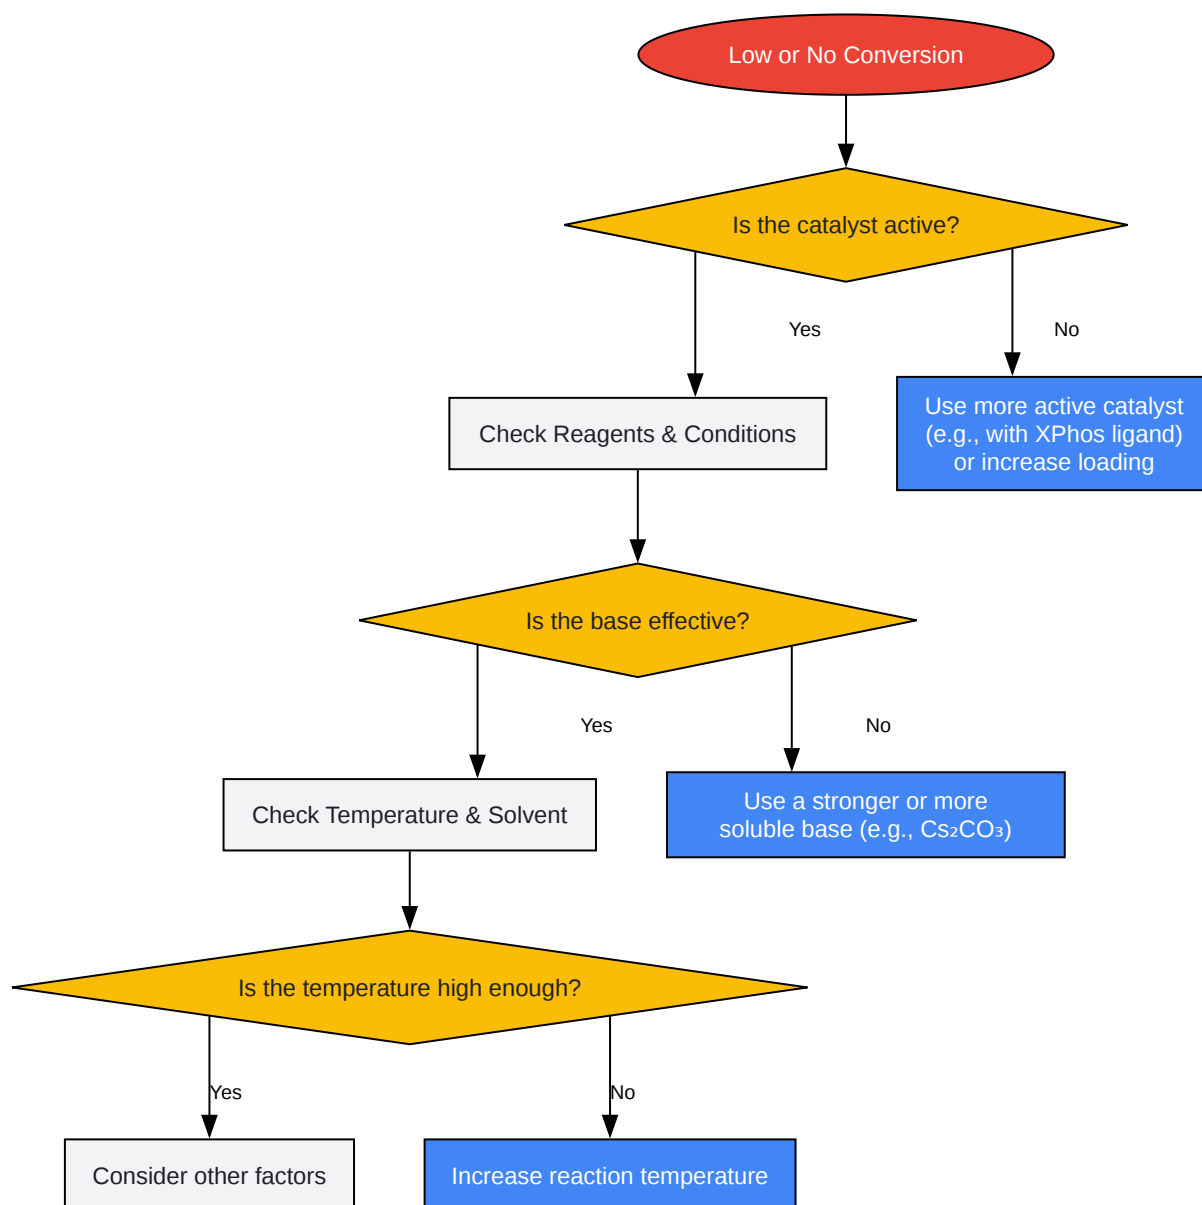 Low or No Conversion
Is the catalyst active?
Yes
No
Use more active catalyst
(e.g., with XPhos ligand)
or increase loading
Check Reagents & Conditions
Is the base effective?
Yes
No
Use a stronger or more
soluble base (e.g., Cs₂CO₃)
Check Temperature & Solvent
Is the temperature high enough?
Yes
No
Consider other factors
Increase reaction temperature